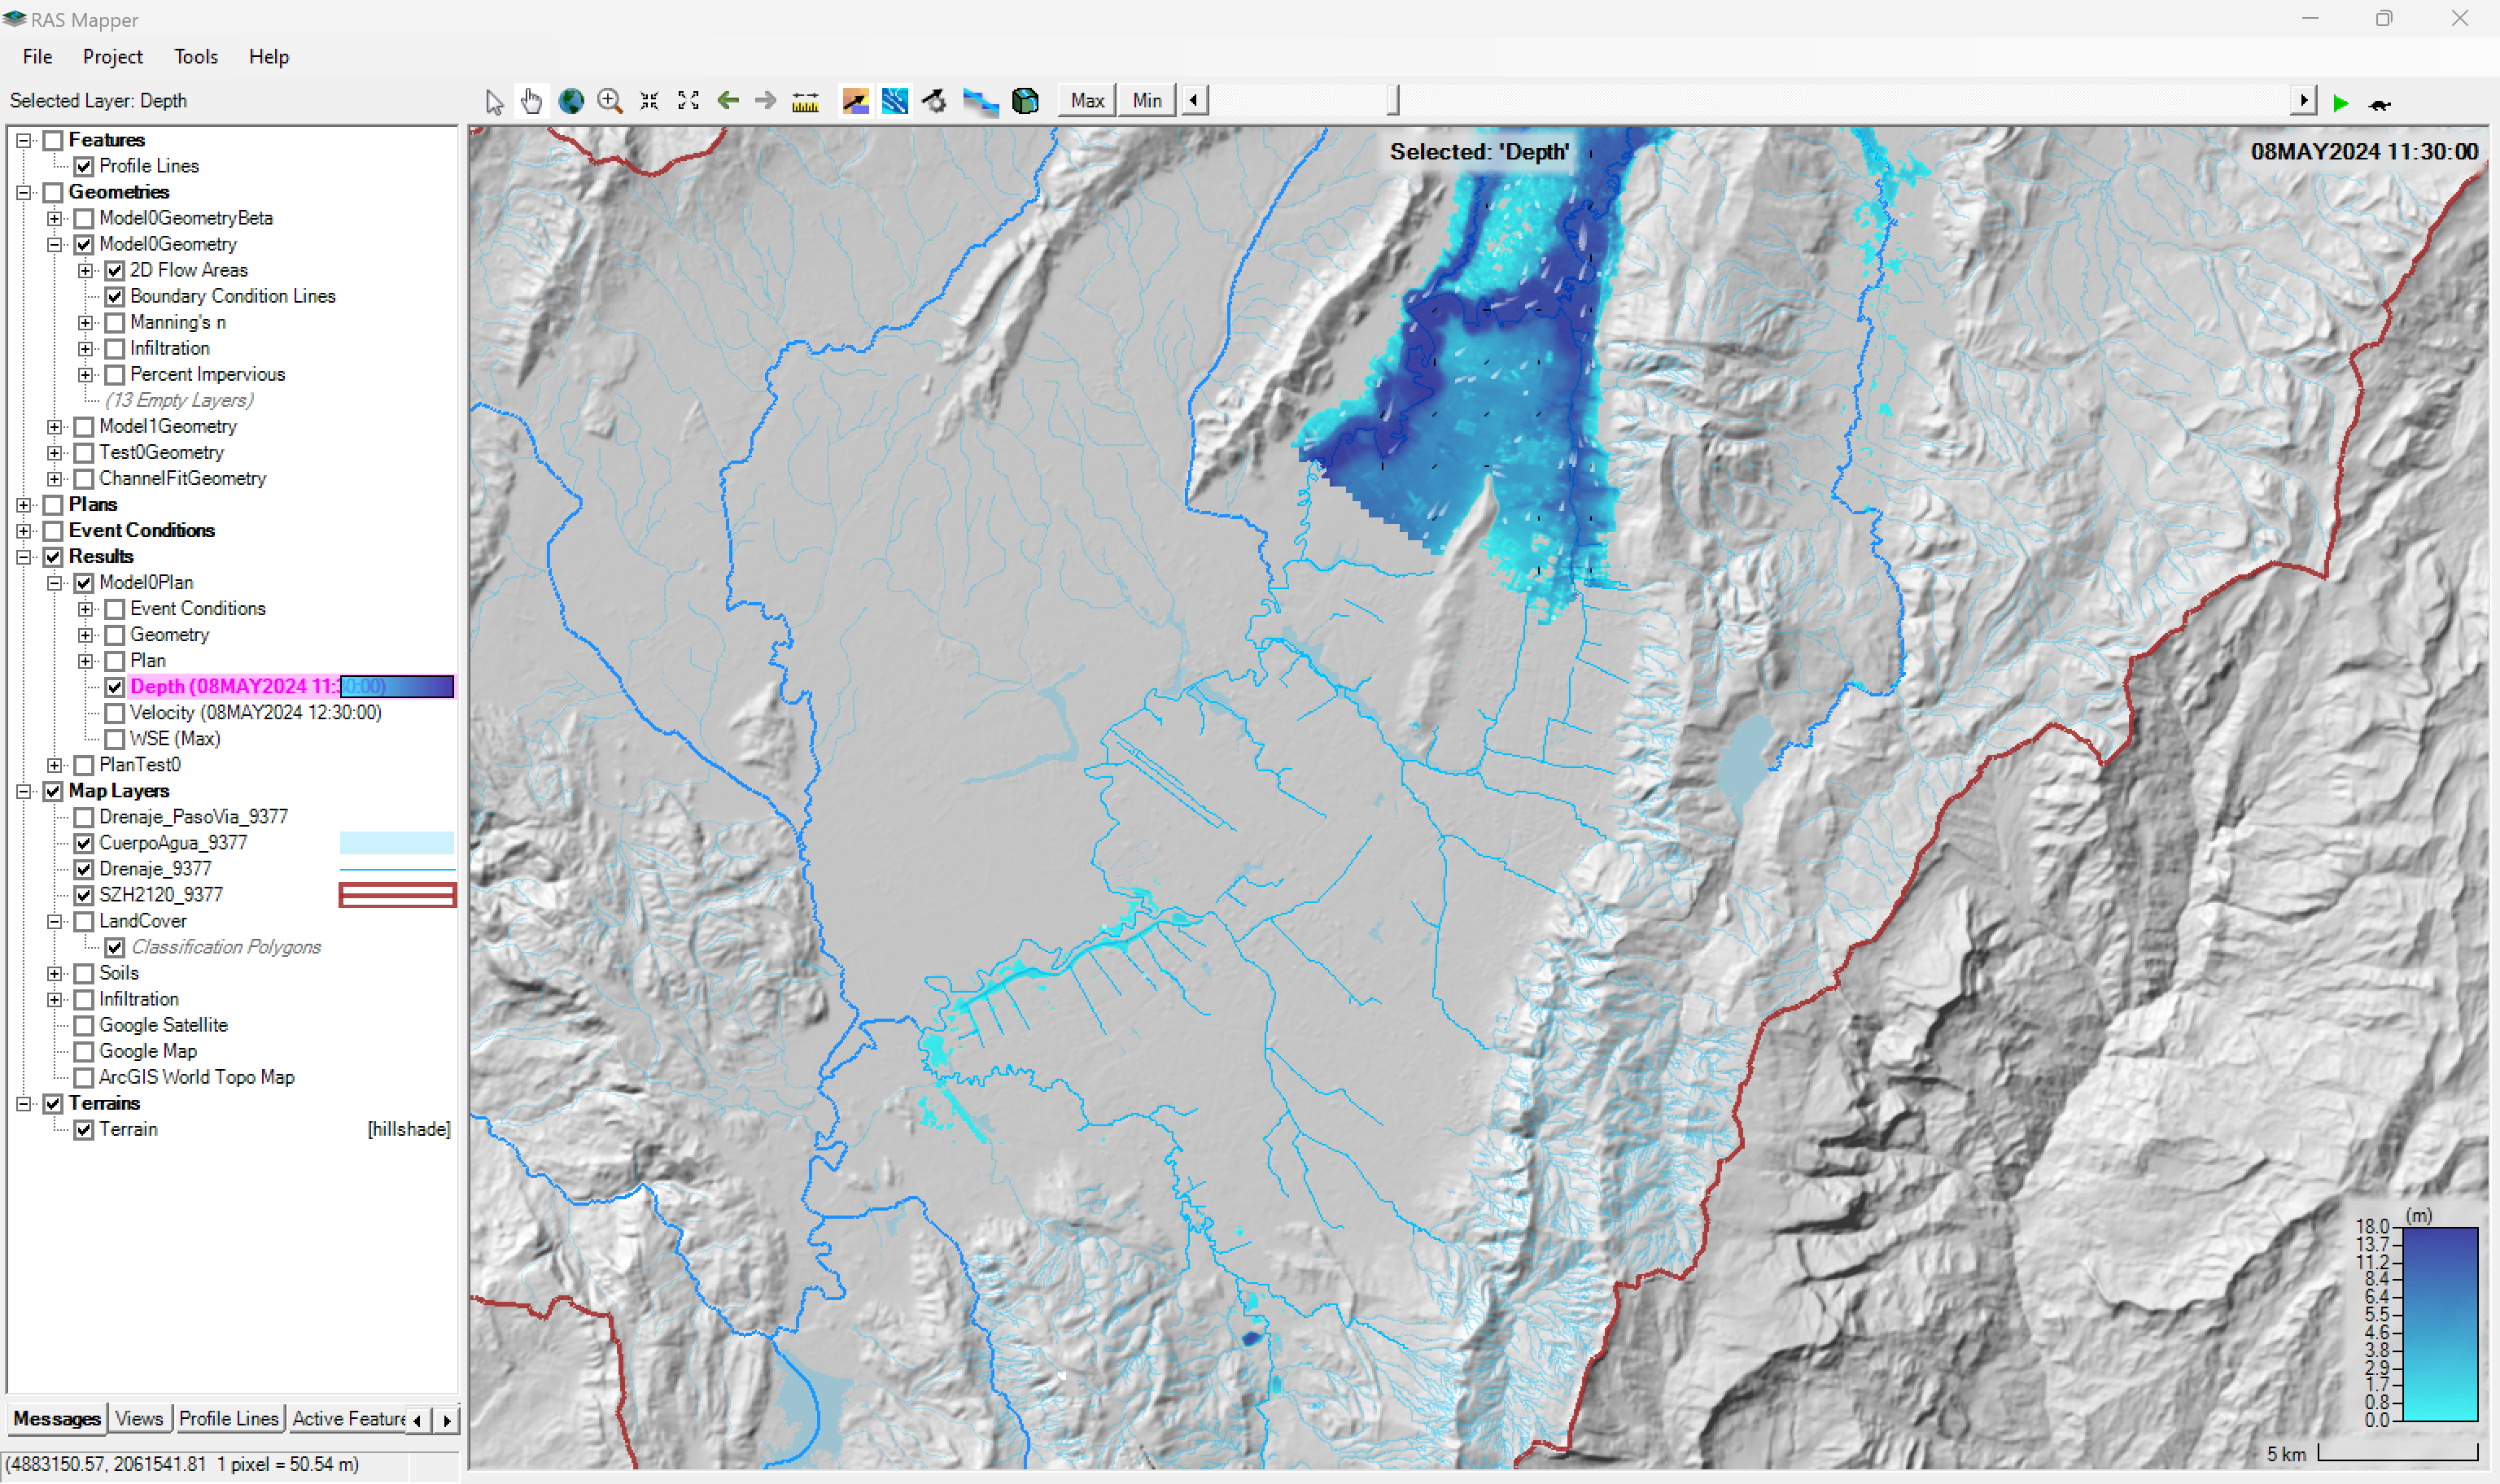 RAS Mapper
File Project Tools Help
Selected Layer: Depth
Max Min
Features
Profile Lines
Geometries
Model0GeometryBeta
Model0Geometry
2D Flow Areas
Boundary Condition Lines
Manning's n
Infiltration
Percent Impervious
(13 Empty Layers)
Model1Geometry
Test0Geometry
ChannelFitGeometry
Plans
Event Conditions
Results
Model0Plan
Event Conditions
Geometry
Plan
Depth (08MAY2024 11:30:00)
Velocity (08MAY2024 12:30:00)
WSE (Max)
PlanTest0
Map Layers
Drenaje_PasoVia_9377
CuerpoAgua_9377
Drenaje_9377
SZH2120_9377
LandCover
Classification Polygons
Soils
Infiltration
Google Satellite
Google Map
ArcGIS World Topo Map
Terrains
Terrain [hillshade]
Messages Views Profile Lines Active Feature
(4883150.57, 2061541.81 1 pixel = 50.54 m)
Selected: 'Depth'
08MAY2024 11:30:00
(m)
18.0
13.7
11.2
8.4
6.4
5.5
4.6
3.8
2.9
1.7
0.8
0.0
5 km